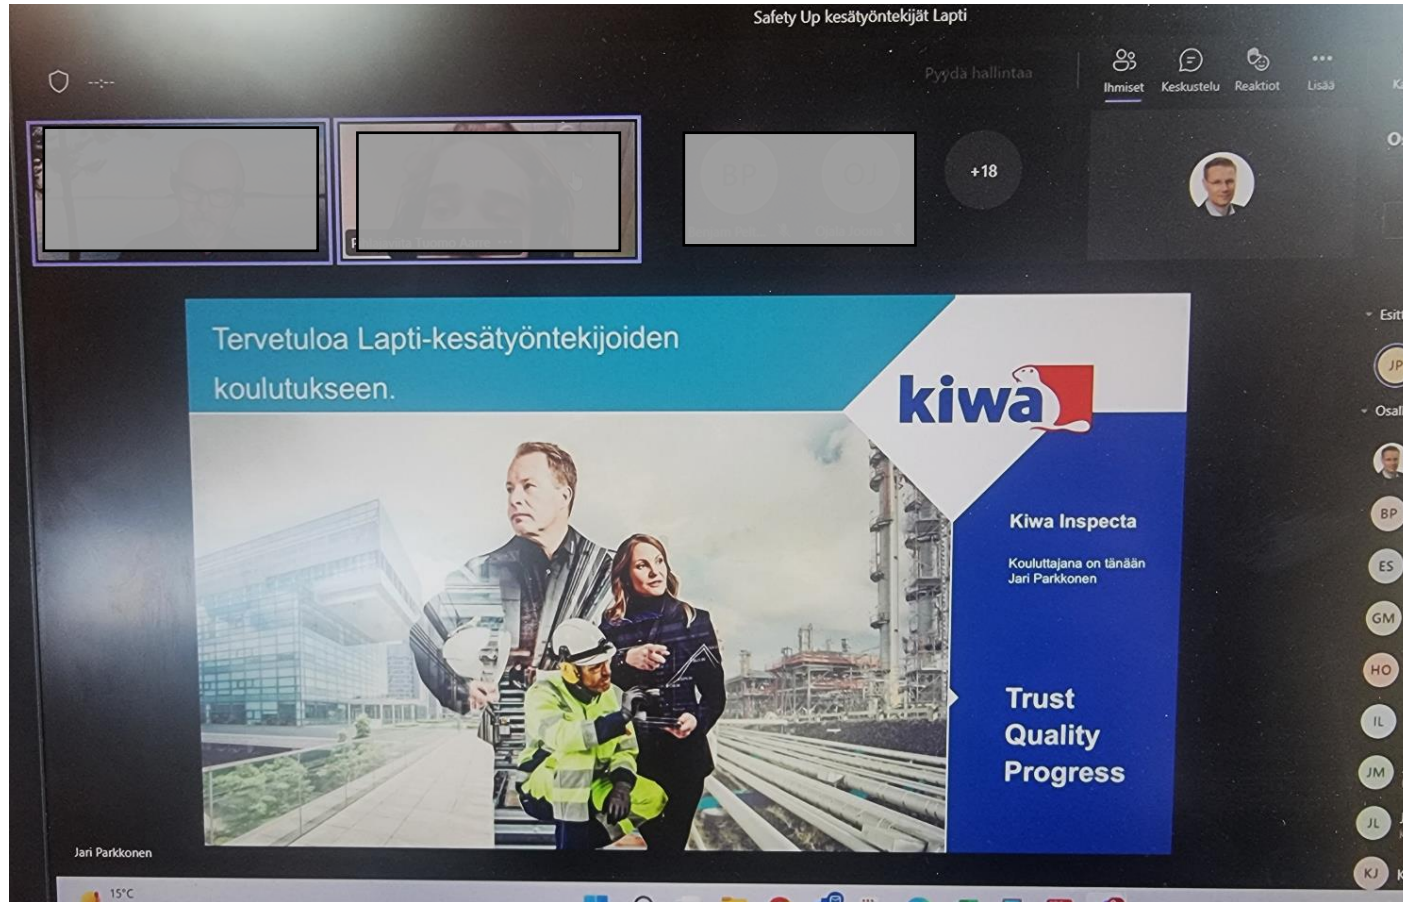 Safety Up kesätyöntekijät Lapti
--:--
Pyydä hallintaa
Ihmiset
Keskustelu
Reaktiot
Lisää
+18
Tervetuloa Lapti-kesätyöntekijoiden
koulutukseen.
kiwa
Kiwa Inspecta
Kouluttajana on tänään
Jari Parkkonen
Trust
Quality
Progress
Jari Parkkonen
JP
BP
ES
GM
HO
IL
JM
JL
KJ
15°C